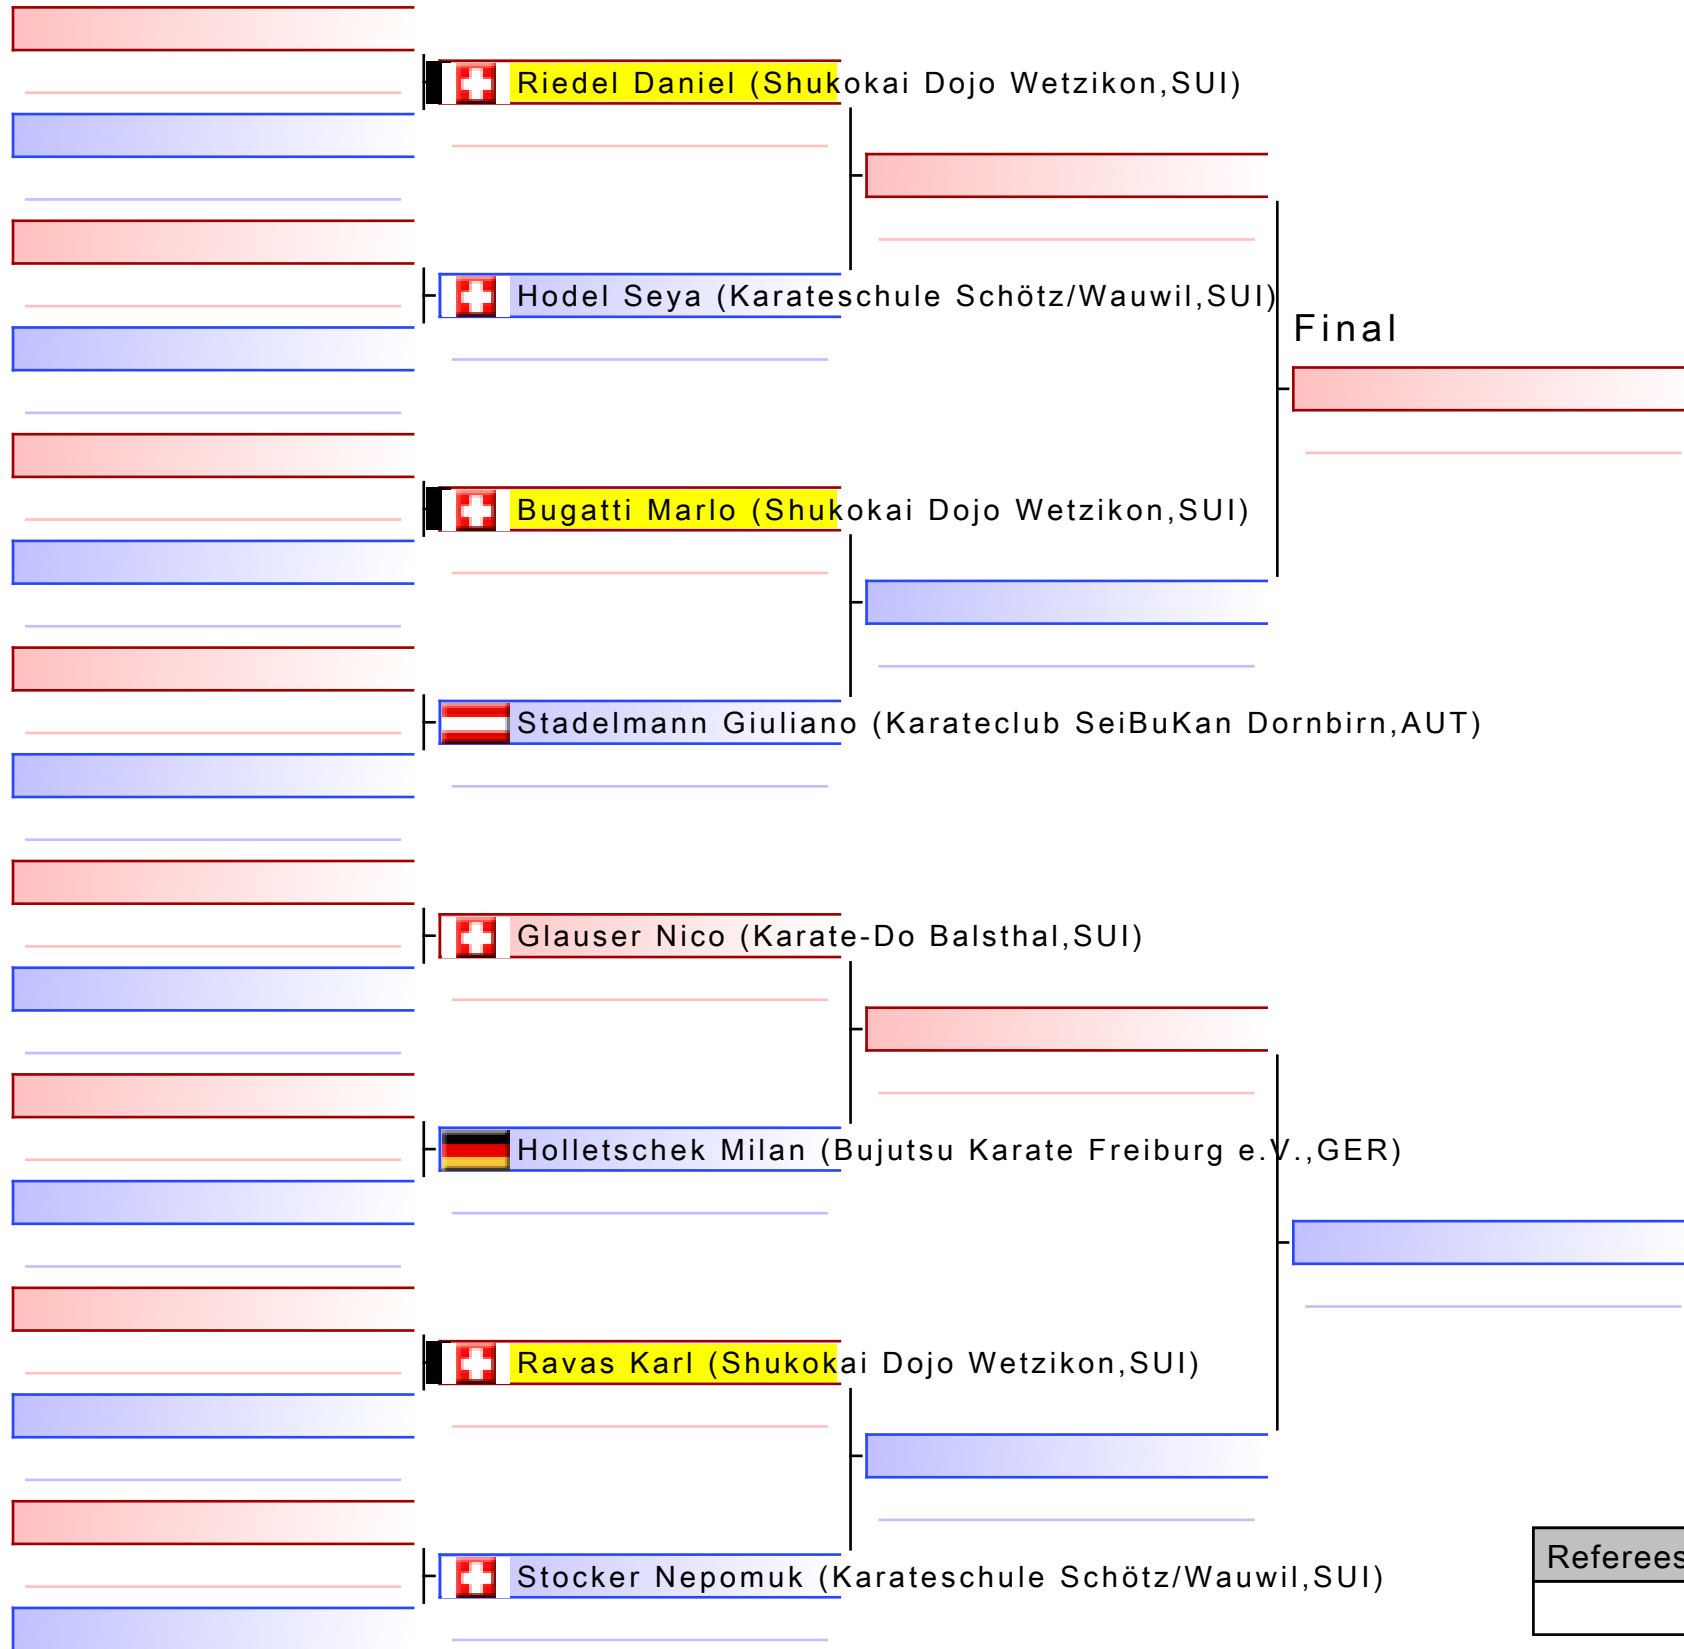 Riedel Daniel (Shukokai Dojo Wetzikon,SUI)
Hodel Seya (Karateschule Schötz/Wauwil,SUI)
Final
Bugatti Marlo (Shukokai Dojo Wetzikon,SUI)
Stadelmann Giuliano (Karateclub SeiBuKan Dornbirn,AUT)
Glauser Nico (Karate-Do Balsthal,SUI)
Holletschek Milan (Bujutsu Karate Freiburg e.V.,GER)
Ravas Karl (Shukokai Dojo Wetzikon,SUI)
Referees
Stocker Nepomuk (Karateschule Schötz/Wauwil,SUI)